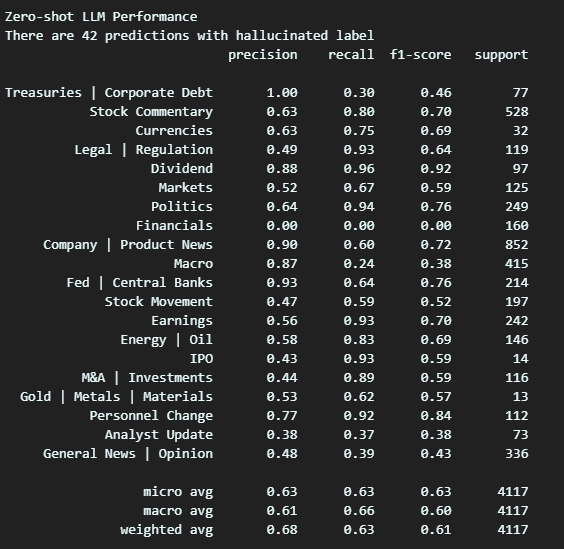 Zero-shot LLM Performance
There are 42 predictions with hallucinated label
precision recall f1-score support
Treasuries | Corporate Debt 1.00 0.30 0.46 77
Stock Commentary 0.63 0.80 0.70 528
Currencies 0.63 0.75 0.69 32
Legal | Regulation 0.49 0.93 0.64 119
Dividend 0.88 0.96 0.92 97
Markets 0.52 0.67 0.59 125
Politics 0.64 0.94 0.76 249
Financials 0.00 0.00 0.00 160
Company | Product News 0.90 0.60 0.72 852
Macro 0.87 0.24 0.38 415
Fed | Central Banks 0.93 0.64 0.76 214
Stock Movement 0.47 0.59 0.52 197
Earnings 0.56 0.93 0.70 242
Energy | Oil 0.58 0.83 0.69 146
IPO 0.43 0.93 0.59 14
M&A | Investments 0.44 0.89 0.59 116
Gold | Metals | Materials 0.53 0.62 0.57 13
Personnel Change 0.77 0.92 0.84 112
Analyst Update 0.38 0.37 0.38 73
General News | Opinion 0.48 0.39 0.43 336
micro avg 0.63 0.63 0.63 4117
macro avg 0.61 0.66 0.60 4117
weighted avg 0.68 0.63 0.61 4117